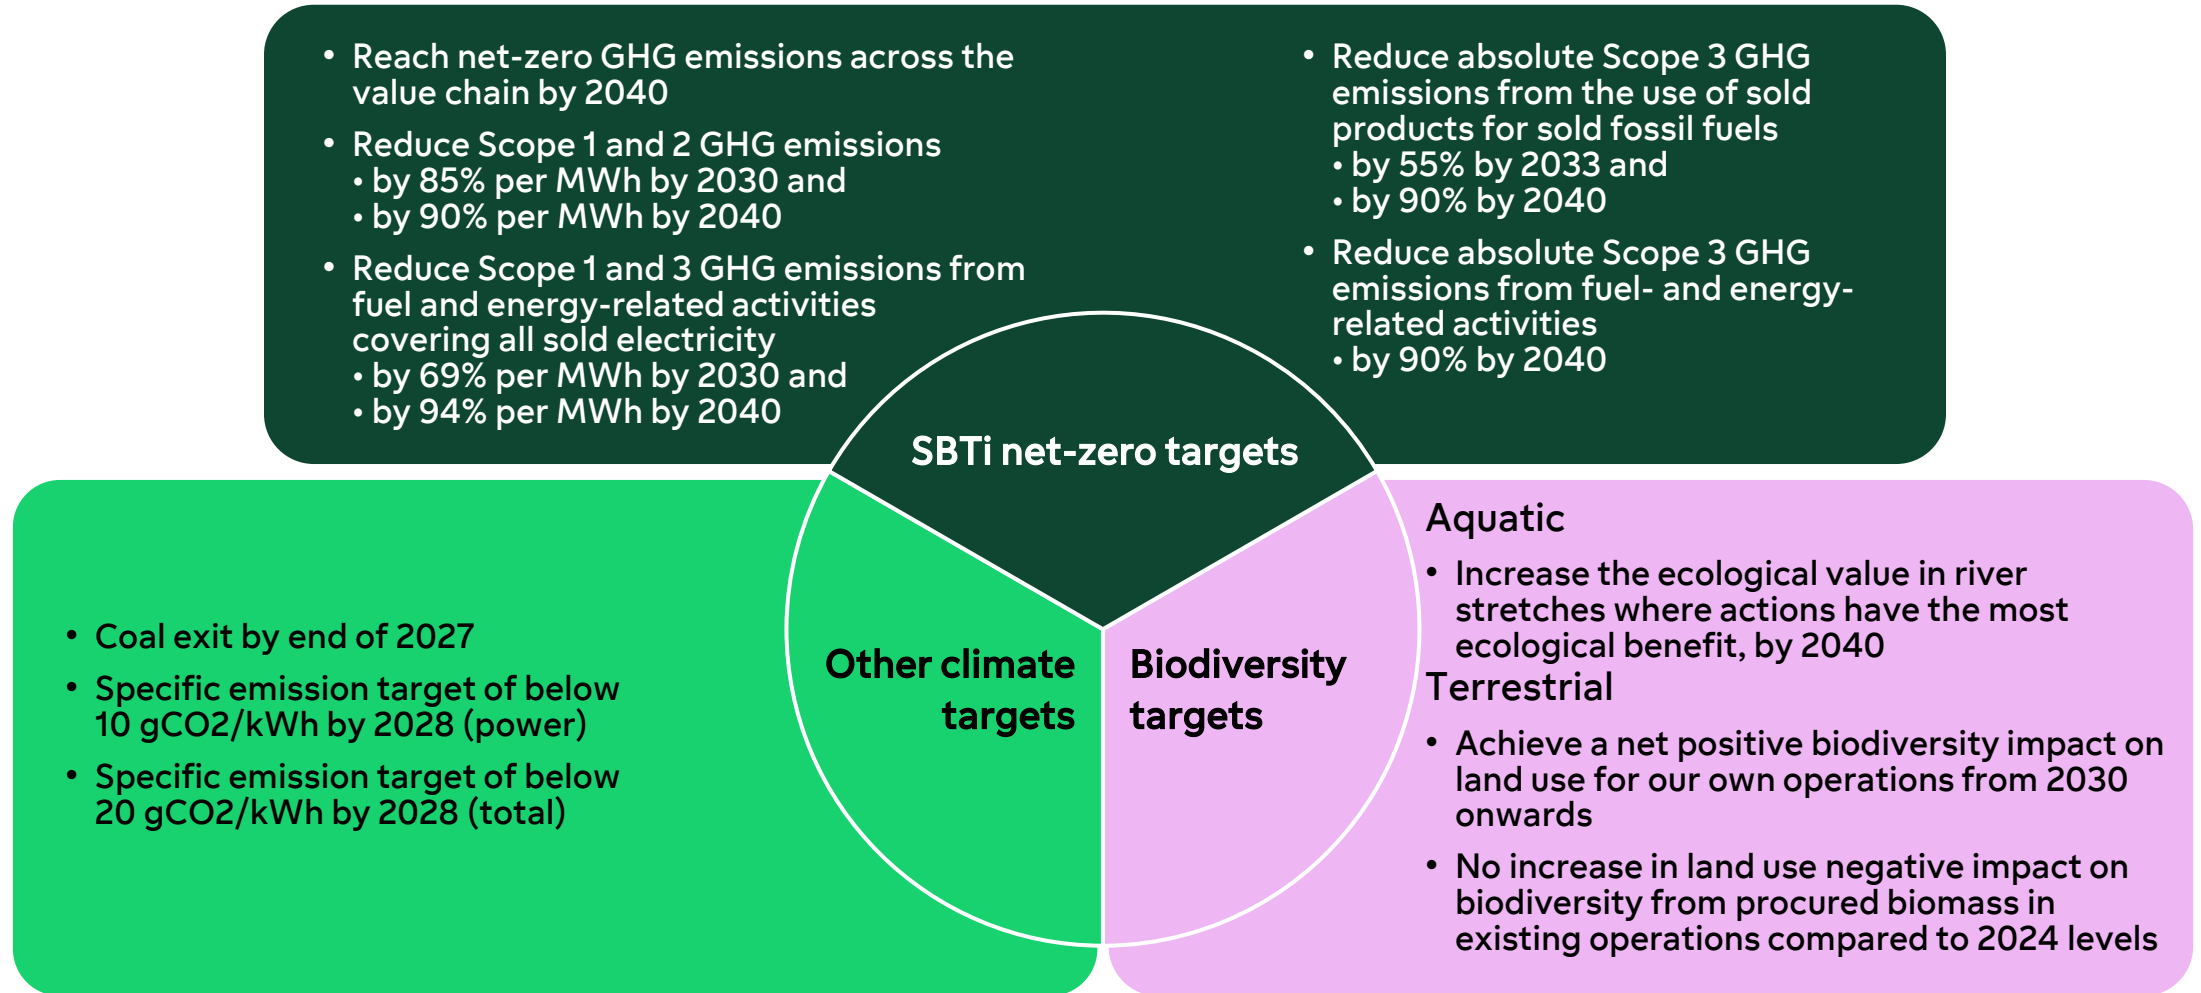 • Reach net-zero GHG emissions across the
value chain by 2040
• Reduce Scope 1 and 2 GHG emissions
• by 85% per MWh by 2030 and
• by 90% per MWh by 2040
• Reduce Scope 1 and 3 GHG emissions from
fuel and energy-related activities
covering all sold electricity
• by 69% per MWh by 2030 and
• by 94% per MWh by 2040
• Reduce absolute Scope 3 GHG
emissions from the use of sold
products for sold fossil fuels
• by 55% by 2033 and
• by 90% by 2040
• Reduce absolute Scope 3 GHG
emissions from fuel- and energy-
related activities
• by 90% by 2040
SBTi net-zero targets
• Coal exit by end of 2027
• Specific emission target of below
10 gCO2/kWh by 2028 (power)
• Specific emission target of below
20 gCO2/kWh by 2028 (total)
Other climate
targets
Biodiversity
targets
Aquatic
• Increase the ecological value in river
stretches where actions have the most
ecological benefit, by 2040
Terrestrial
• Achieve a net positive biodiversity impact on
land use for our own operations from 2030
onwards
• No increase in land use negative impact on
biodiversity from procured biomass in
existing operations compared to 2024 levels